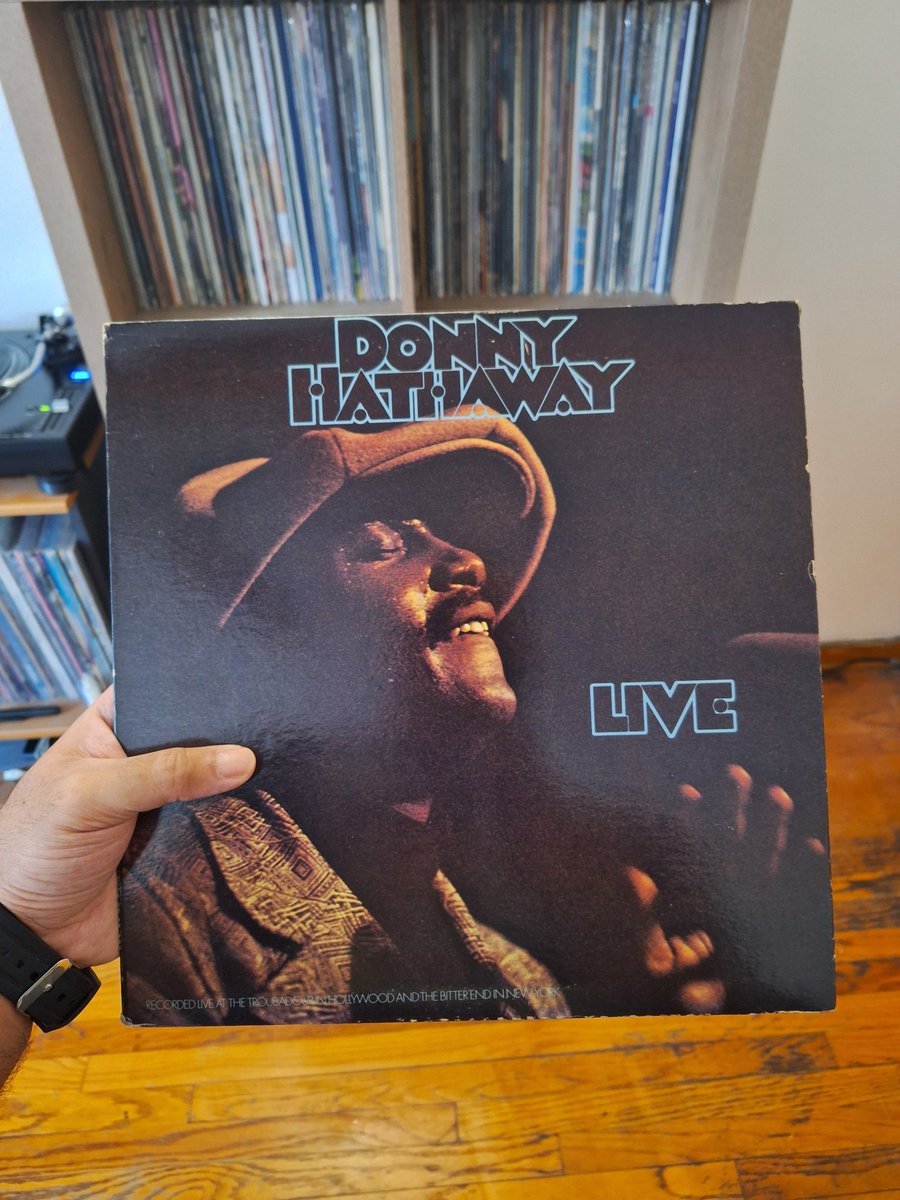 DONNY
HATHAWAY
LIVE
RECORDED LIVE AT THE TROUBADOUR IN HOLLYWOOD AND THE BITTER END IN NEW YORK